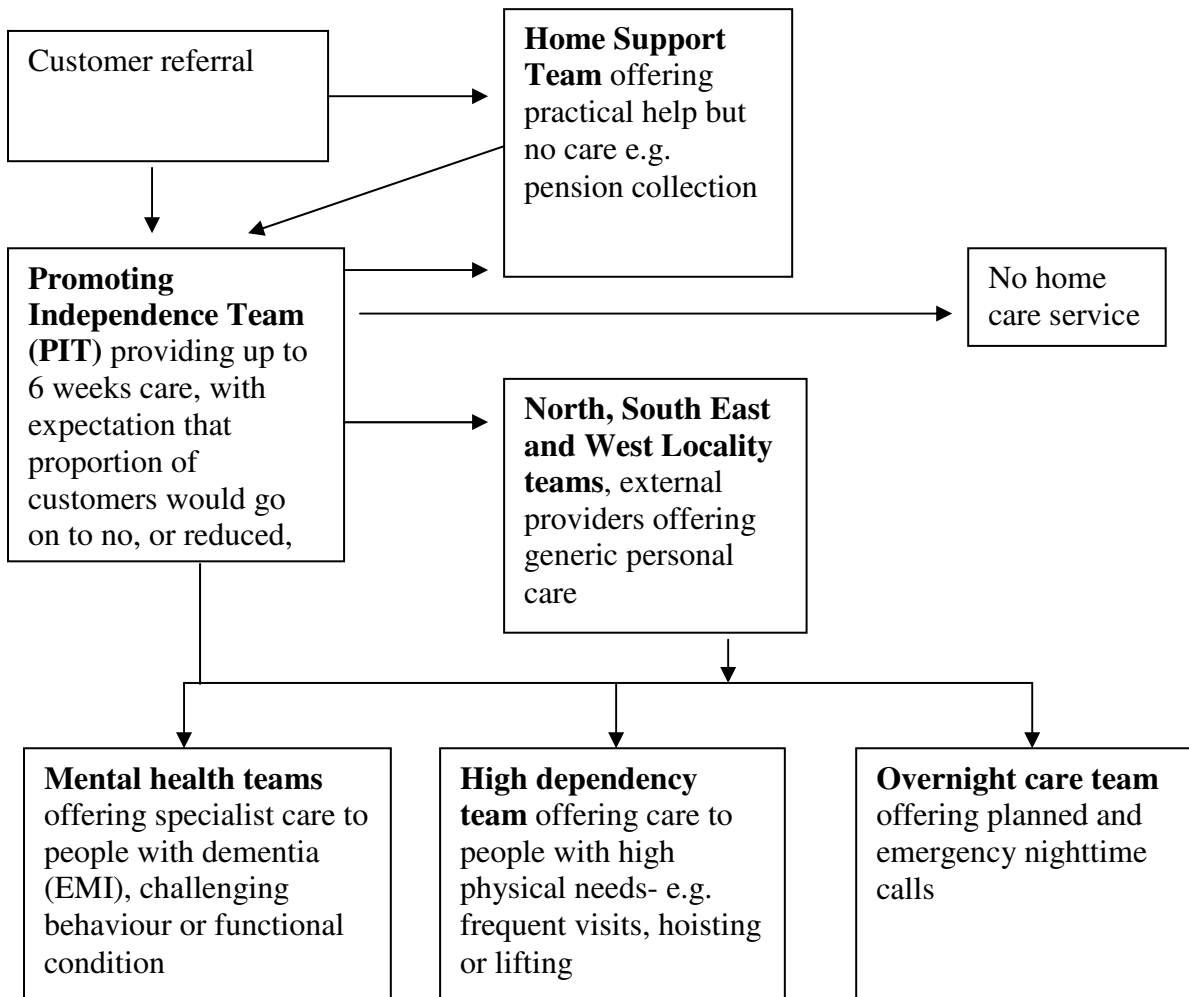 Customer referral
Home Support
Team offering
practical help but
no care e.g.
pension collection
Promoting
Independence Team
(PIT) providing up to
6 weeks care, with
expectation that
proportion of
customers would go
on to no, or reduced,
No home
care service
North, South East
and West Locality
teams, external
providers offering
generic personal
care
Mental health teams
offering specialist care to
people with dementia
(EMI), challenging
behaviour or functional
condition
High dependency
team offering care to
people with high
physical needs- e.g.
frequent visits, hoisting
or lifting
Overnight care team
offering planned and
emergency nighttime
calls